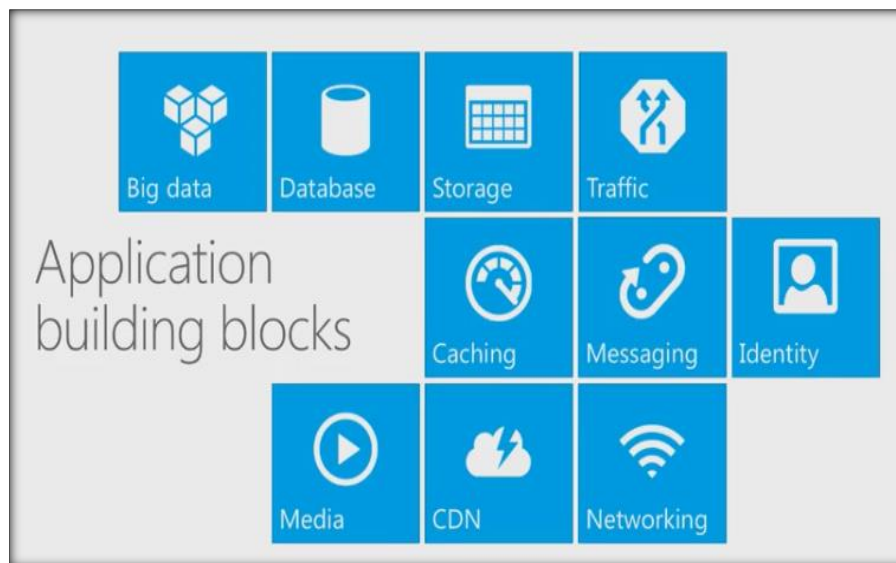 Big data
Database
Storage
Traffic
Application
building blocks
Caching
Messaging
Identity
Media
CDN
Networking